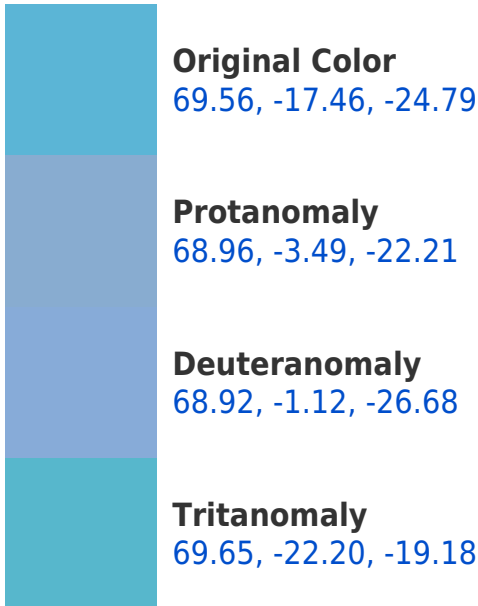 Original Color
69.56, -17.46, -24.79
Protanomaly
68.96, -3.49, -22.21
Deuteranomaly
68.92, -1.12, -26.68
Tritanomaly
69.65, -22.20, -19.18